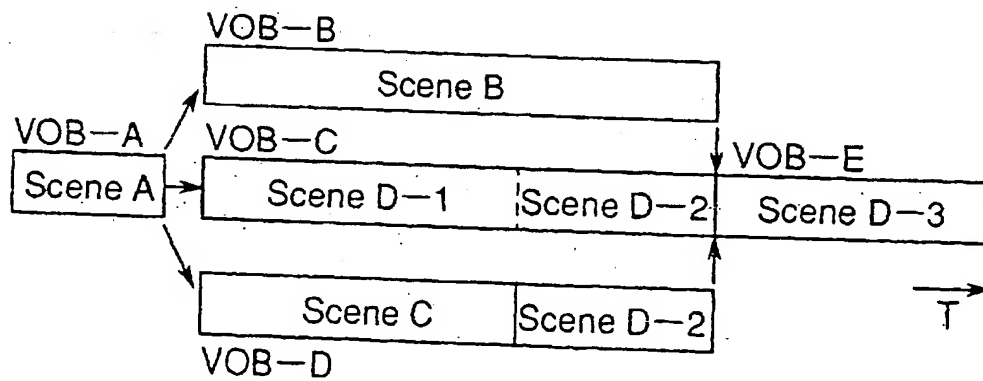 VOB—B
Scene B
VOB—A
VOB—C
VOB—E
Scene A
Scene D—1
Scene D—2
Scene D—3
Scene C
Scene D—2
T
VOB—D